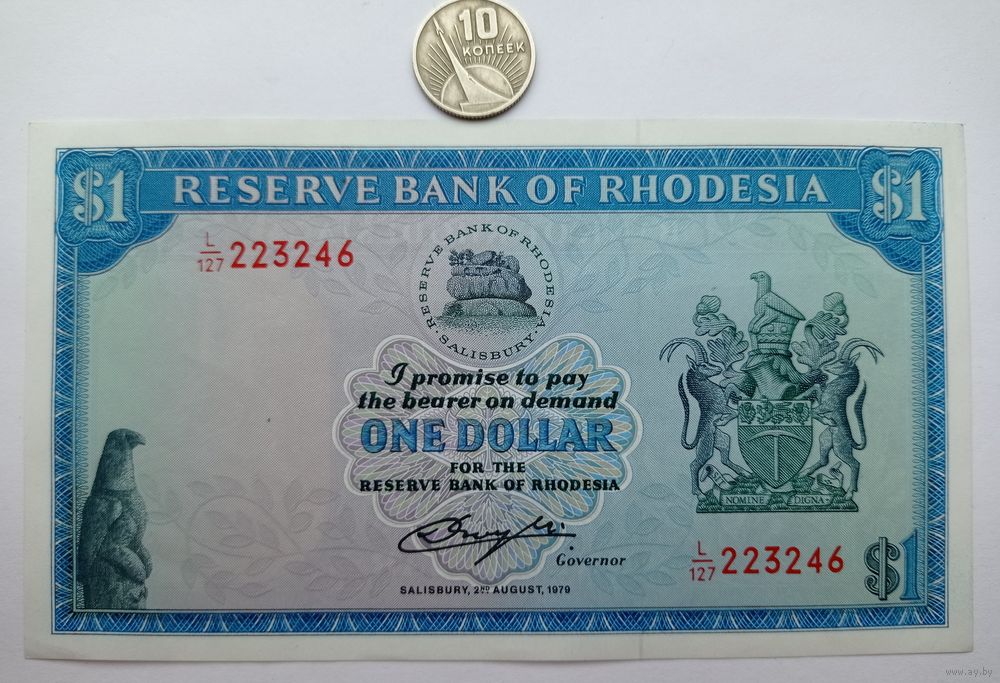 10
КОПЕЕК
$1 RESERVE BANK OF RHODESIA $1
L/127 223246
RESERVE BANK OF RHODESIA
· SALISBURY ·
I promise to pay
the bearer on demand
ONE DOLLAR
FOR THE
RESERVE BANK OF RHODESIA
NOMINE DIGNA
Governor
L/127 223246
$1
SALISBURY, 2ND AUGUST, 1979
www.ay.by